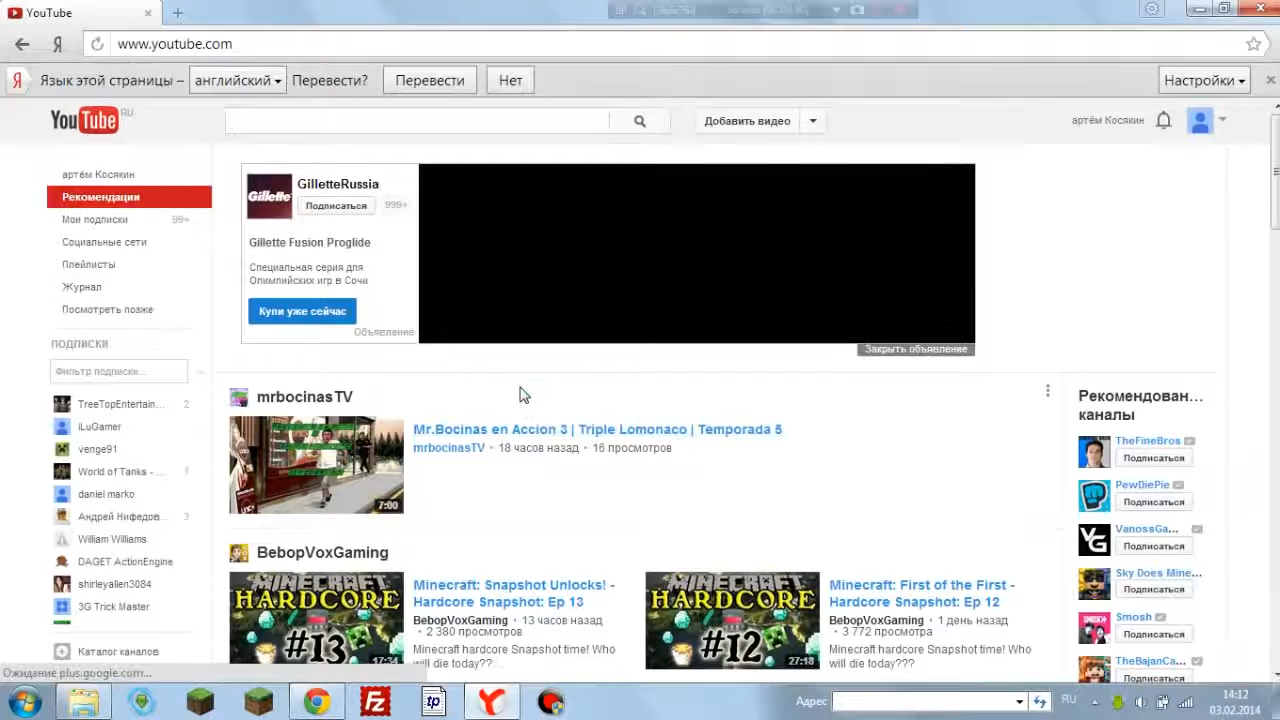 YouTube
www.youtube.com
Язык этой страницы – английский Перевести? Перевести Нет Настройки
YouTube RU
Добавить видео
артём Косякин
артём Косякин
Рекомендации
Мои подписки 99+
Социальные сети
Плейлисты
Журнал
Посмотреть позже
ПОДПИСКИ
Фильтр подписки...
TreeTopEntertain... 2
iLuGamer
venge91
World of Tanks - ...
daniel marko
Андрей Нифедов... 3
William Williams
DAGET ActionEngine
shirleyallen3084
3G Trick Master
Каталог каналов
Gillette
GilletteRussia
Подписаться 999+
Gillette Fusion Proglide
Специальная серия для
Олимпийских игр в Сочи
Купи уже сейчас
Объявление
Закрыть объявление
mrbocinasTV
Mr.Bocinas en Accion 3 | Triple Lomonaco | Temporada 5
mrbocinasTV • 18 часов назад • 16 просмотров
7:00
BebopVoxGaming
MINECRAFT
HARDCORE
#13
17:34
Minecraft: Snapshot Unlocks! -
Hardcore Snapshot: Ep 13
BebopVoxGaming • 13 часов назад
• 2 380 просмотров
Minecraft hardcore Snapshot time! Who
will die today??
MINECRAFT
HARDCORE
#12
27:18
Minecraft: First of the First -
Hardcore Snapshot: Ep 12
BebopVoxGaming • 1 день назад
• 3 772 просмотра
Minecraft hardcore Snapshot time! Who
will die today???
Рекомендован...
каналы
TheFineBros
Подписаться
PewDiePie
Подписаться
VanossGa...
Подписаться
Sky Does Mine...
Подписаться
Smosh
Подписаться
TheBajanCa...
Подписаться
Ожидание plus.google.com...
Адрес
RU
14:12
03.02.2014